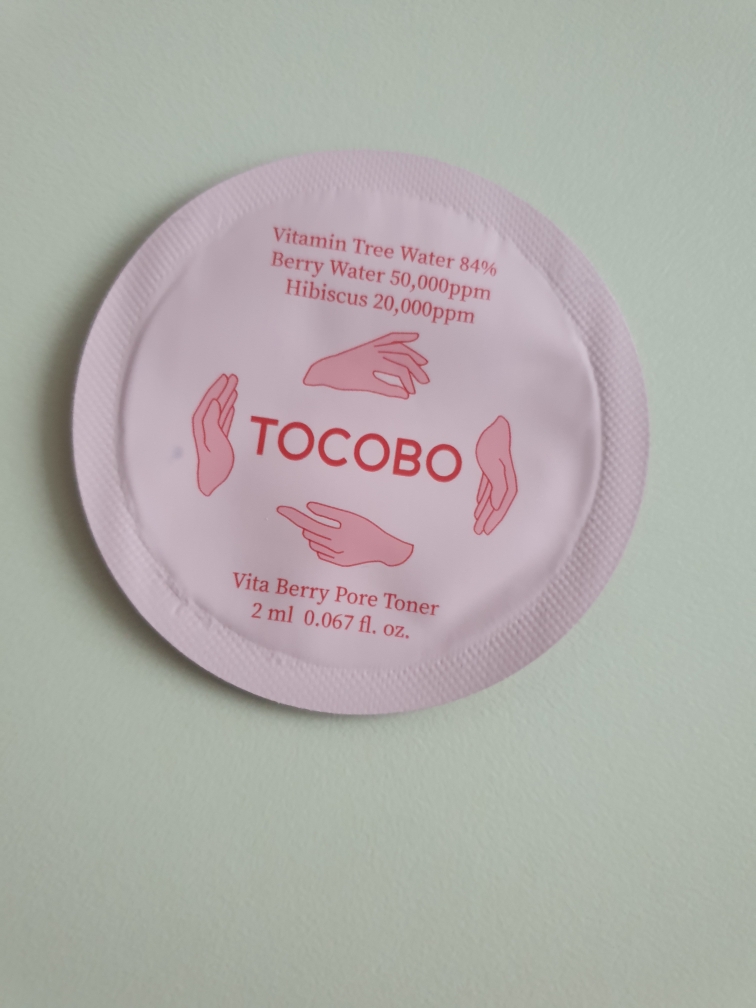 Vitamin Tree Water 84%
Berry Water 50,000ppm
Hibiscus 20,000ppm
TOCOBO
Vita Berry Pore Toner
2 ml 0.067 fl. oz.